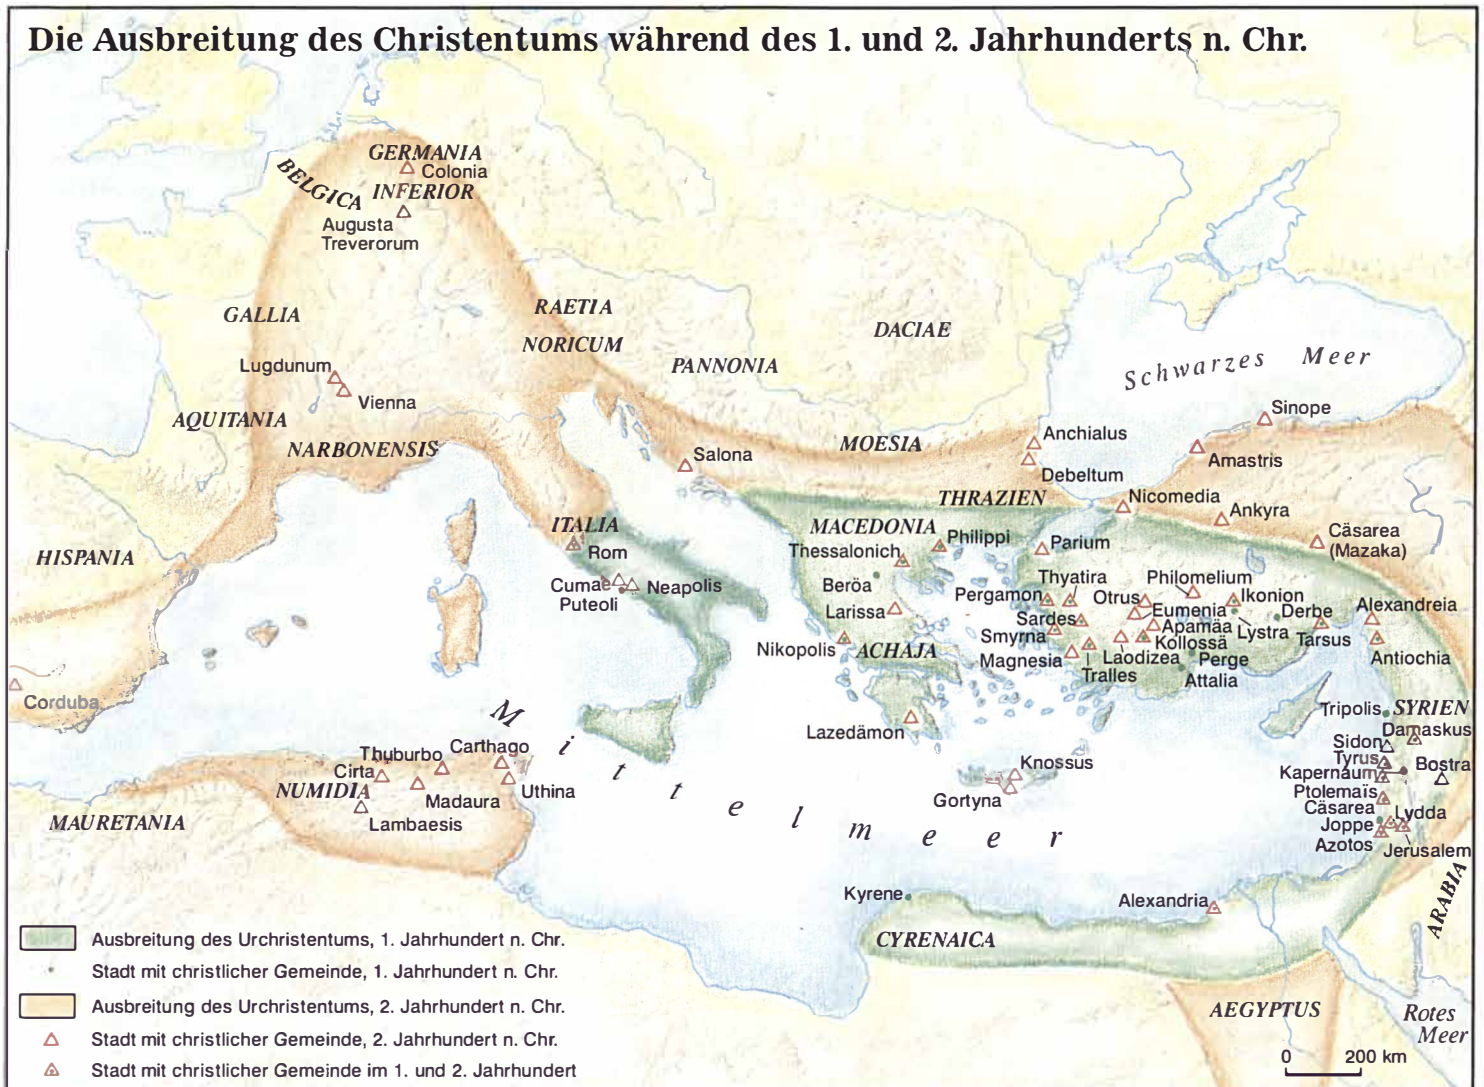 Die Ausbreitung des Christentums während des 1. und 2. Jahrhunderts n. Chr.
GERMANIA
Colonia
BELGICA
INFERIOR
Augusta
Treverorum
GALLIA
RAETIA
NORICUM
DACIAE
PANNONIA
Schwarzes Meer
Lugdunum
Vienna
AQUITANIA
NARBONENSIS
Sinope
MOESIA
Anchialus
Amastris
Salona
Debeltum
THRAZIEN
Nicomedia
Ankyra
Cäsarea
(Mazaka)
HISPANIA
ITALIA
Rom
MACEDONIA
Philippi
Thessalonich
Parium
Cumae
Neapolis
Puteoli
Beröa
Thyatira
Philomelium
Pergamon
Otrus
Ikonion
Larissa
Eumenia
Derbe
Alexandreia
Sardes
Apamäa
Lystra
Smyrna
Kollossä
Tarsus
Nikopolis
ACHAJA
Magnesia
Laodizea
Perge
Antiochia
Tralles
Attalia
Corduba
Mittelmeer
Lazedämon
Tripolis
SYRIEN
Damaskus
Sidon
Tyrus
Bostra
Kapernaum
Ptolemaïs
Cäsarea
Lydda
Joppe
Azotos
Jerusalem
Thuburbo
Carthago
Cirta
NUMIDIA
Madaura
Uthina
Lambaesis
MAURETANIA
Knossus
Gortyna
Kyrene
Alexandria
CYRENAICA
ARABIA
AEGYPTUS
Rotes
Meer
0 200 km
Ausbreitung des Urchristentums, 1. Jahrhundert n. Chr.
Stadt mit christlicher Gemeinde, 1. Jahrhundert n. Chr.
Ausbreitung des Urchristentums, 2. Jahrhundert n. Chr.
Stadt mit christlicher Gemeinde, 2. Jahrhundert n. Chr.
Stadt mit christlicher Gemeinde im 1. und 2. Jahrhundert